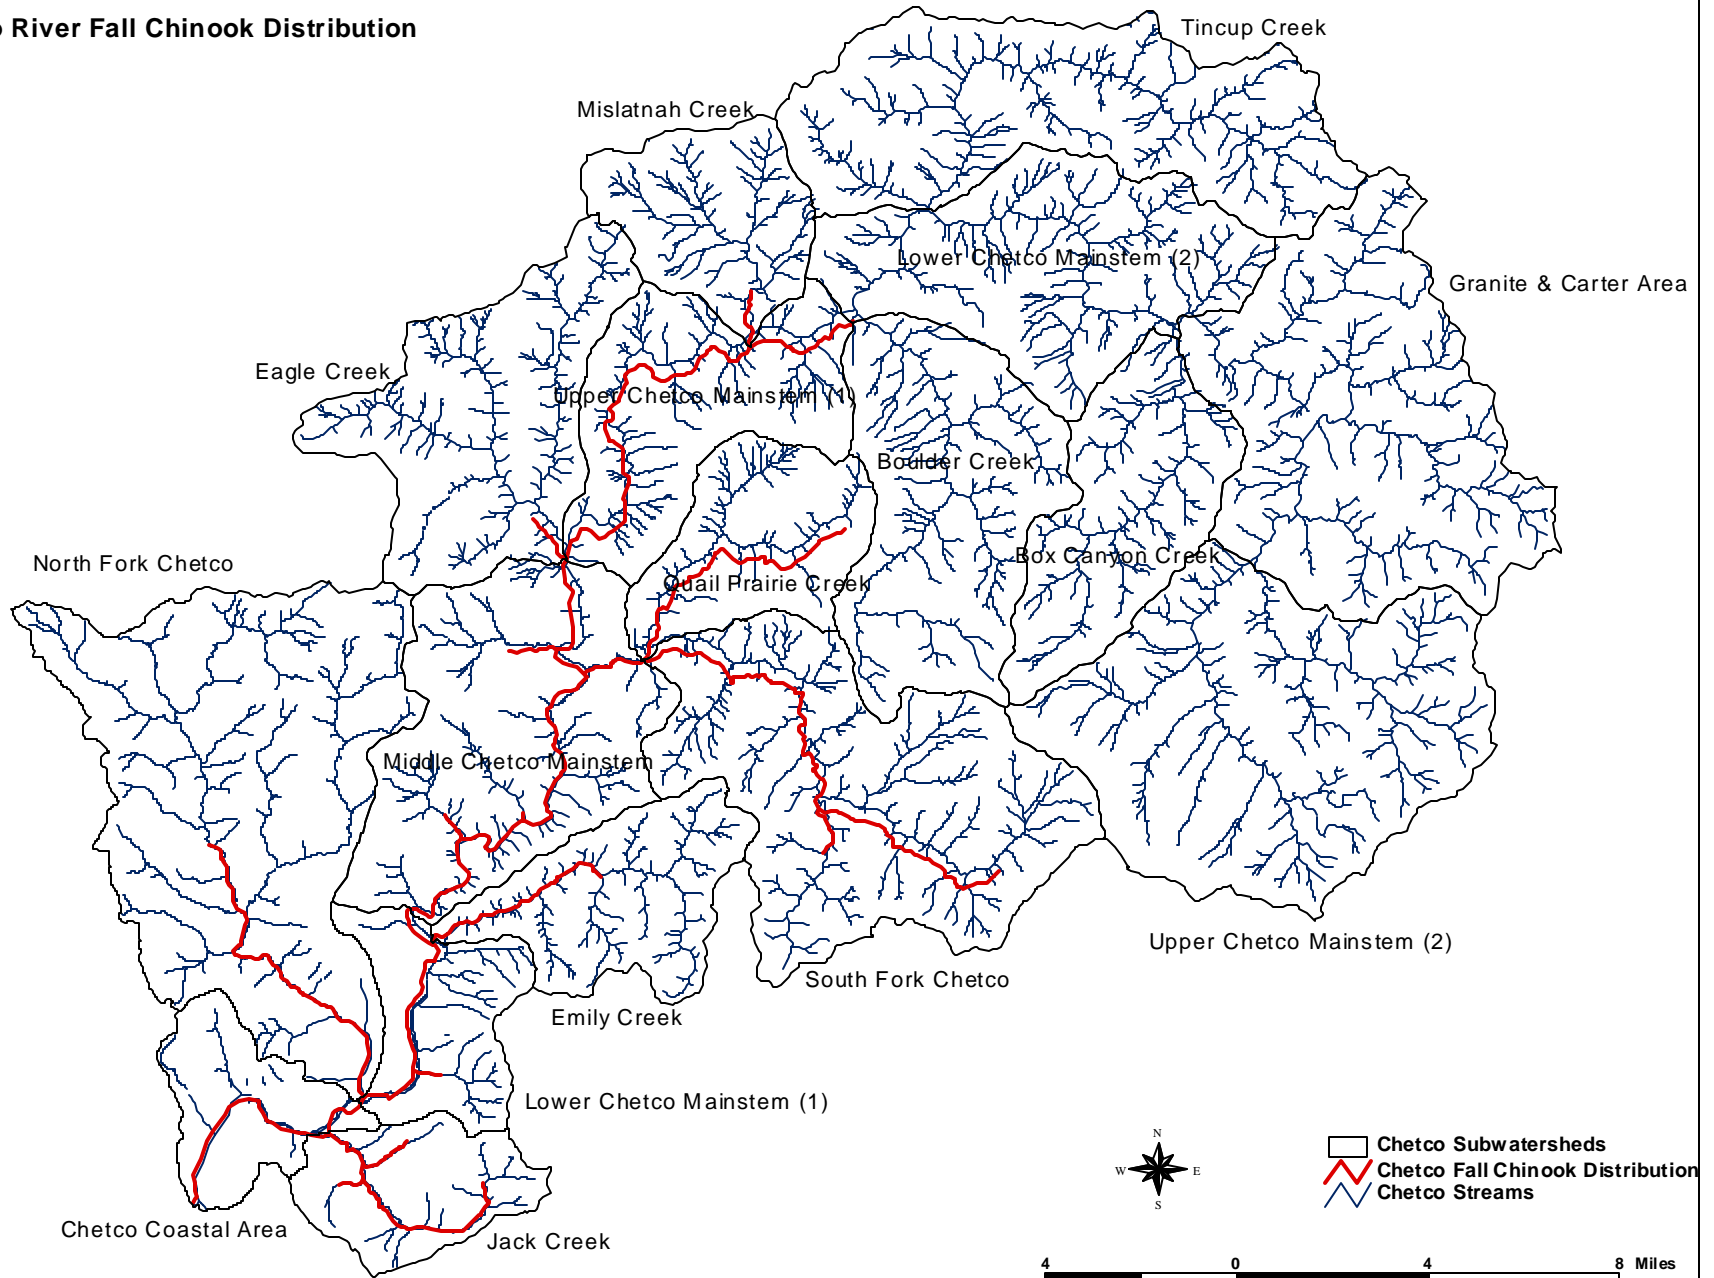 River Fall Chinook Distribution
Tincup Creek
Mislatnah Creek
Lower Chetco Mainstem (2)
Granite & Carter Area
Eagle Creek
Upper Chetco Mainstem (1)
Boulder Creek
Box Canyon Creek
North Fork Chetco
Quail Prairie Creek
Middle Chetco Mainstem
Upper Chetco Mainstem (2)
South Fork Chetco
Emily Creek
Lower Chetco Mainstem (1)
N
W E
S
Chetco Subwatersheds
Chetco Fall Chinook Distribution
Chetco Streams
Chetco Coastal Area
Jack Creek
4 0 4 8 Miles